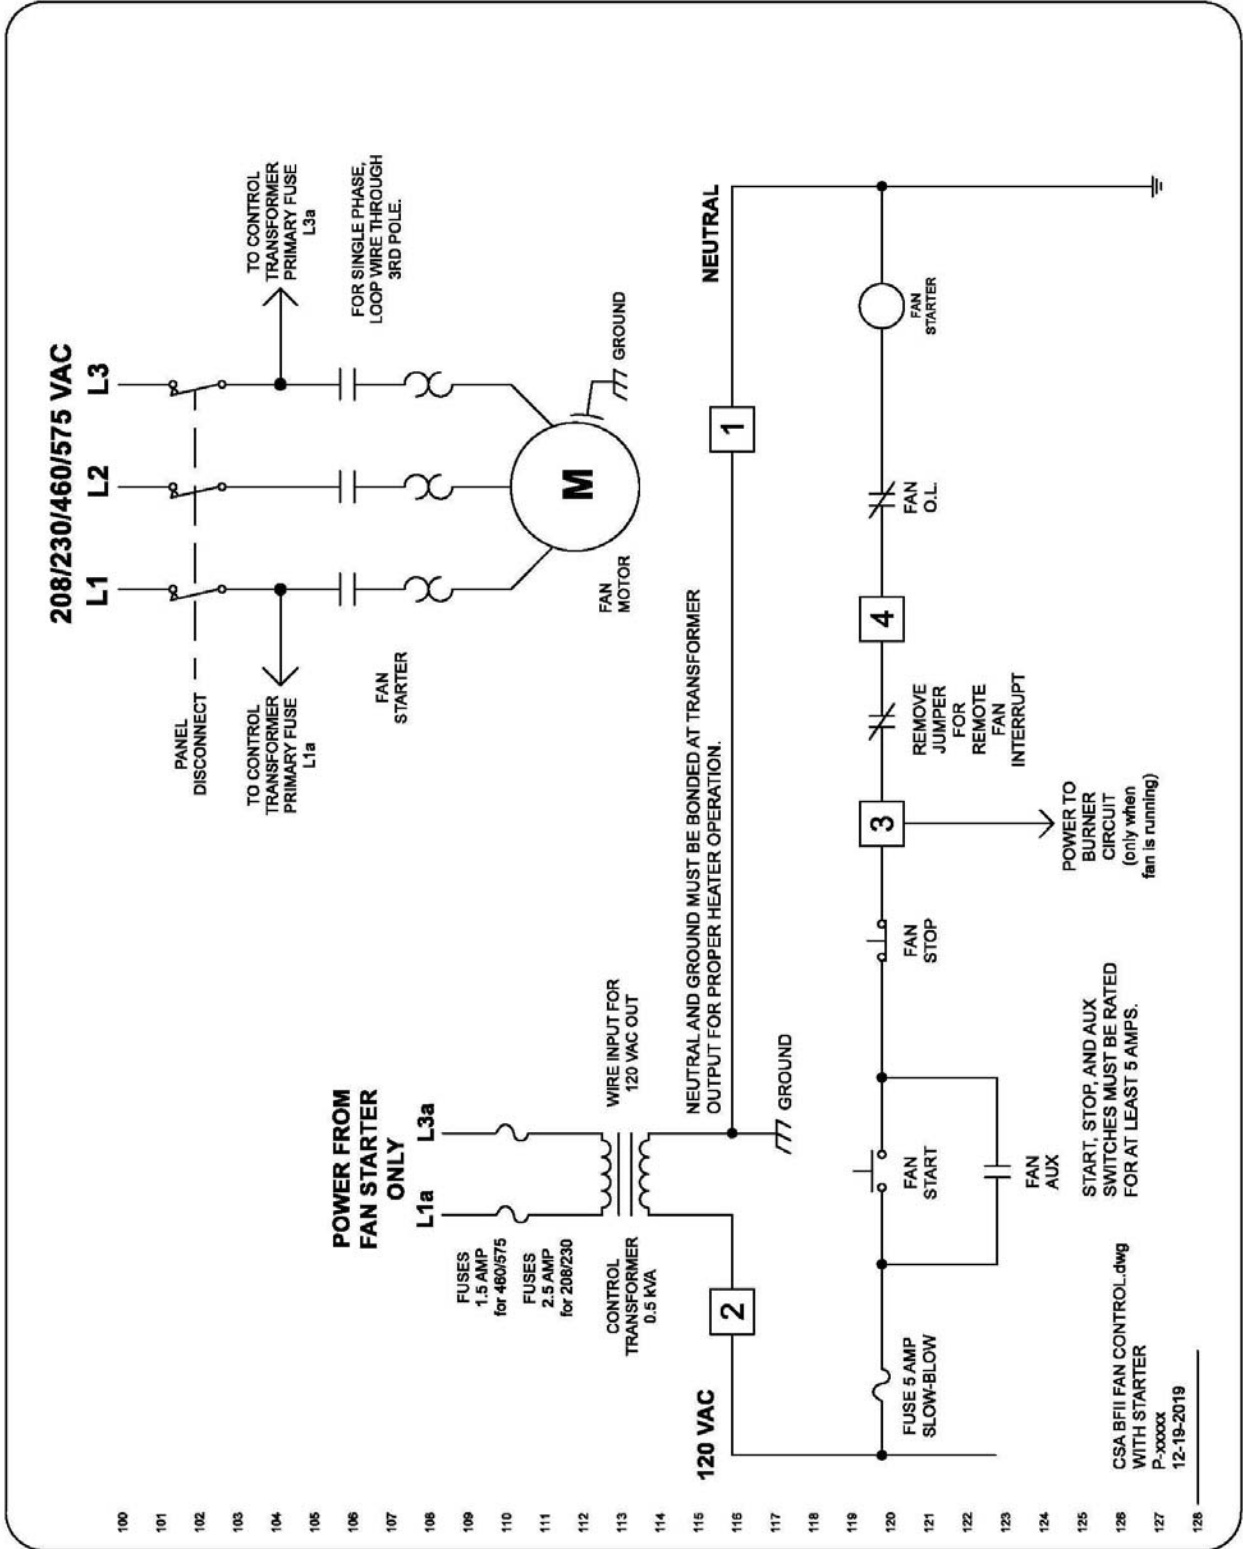 208/230/460/575 VAC
L1
L2
L3
PANEL
DISCONNECT
TO CONTROL
TRANSFORMER
PRIMARY FUSE
L1a
TO CONTROL
TRANSFORMER
PRIMARY FUSE
L3a
FOR SINGLE PHASE,
LOOP WIRE THROUGH
3RD POLE.
FAN
STARTER
FAN
MOTOR
M
GROUND
POWER FROM
FAN STARTER
ONLY
L1a
L3a
FUSES
1.5 AMP
for 460/575
FUSES
2.5 AMP
for 208/230
CONTROL
TRANSFORMER
0.5 kVA
WIRE INPUT FOR
120 VAC OUT
NEUTRAL AND GROUND MUST BE BONDED AT TRANSFORMER
OUTPUT FOR PROPER HEATER OPERATION.
120 VAC
2
1
NEUTRAL
GROUND
FUSE 5 AMP
SLOW-BLOW
FAN
START
FAN
AUX
FAN
STOP
3
4
REMOVE
JUMPER
FOR
REMOTE
FAN
INTERRUPT
FAN
O.L.
FAN
STARTER
POWER TO
BURNER
CIRCUIT
(only when
fan is running)
START, STOP, AND AUX
SWITCHES MUST BE RATED
FOR AT LEAST 5 AMPS.
CSA BFII FAN CONTROL.dwg
WITH STARTER
P-xxxxx
12-19-2019
100
101
102
103
104
105
106
107
108
109
110
111
112
113
114
115
116
117
118
119
120
121
122
123
124
125
126
127
128